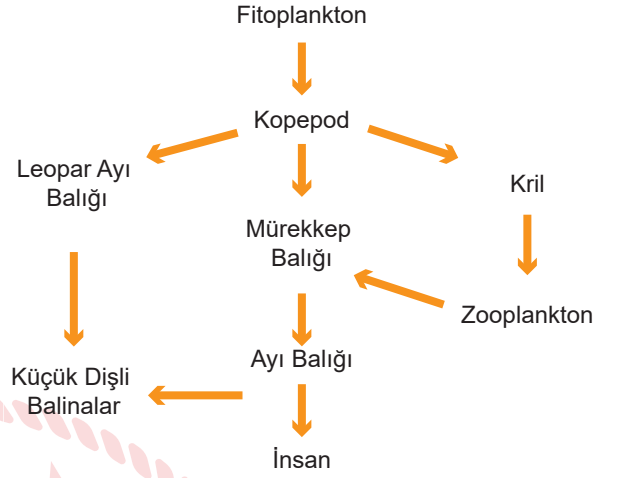 Fitoplankton
Kopepod
Leopar Ayı
Balığı
Kril
Mürekkep
Balığı
Zooplankton
Ayı Balığı
Küçük Dişli
Balinalar
İnsan